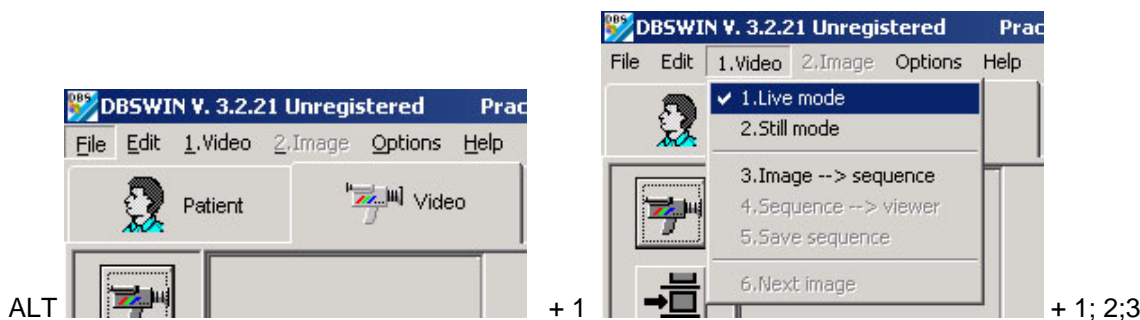 DBSWIN V. 3.2.21 Unregistered Prac
File Edit 1.Video 2.Image Options Help
Patient Video
ALT
+ 1
DBSWIN V. 3.2.21 Unregistered Prac
File Edit 1.Video 2.Image Options Help
1.Live mode
2.Still mode
3.Image --> sequence
4.Sequence --> viewer
5.Save sequence
6.Next image
+ 1; 2;3